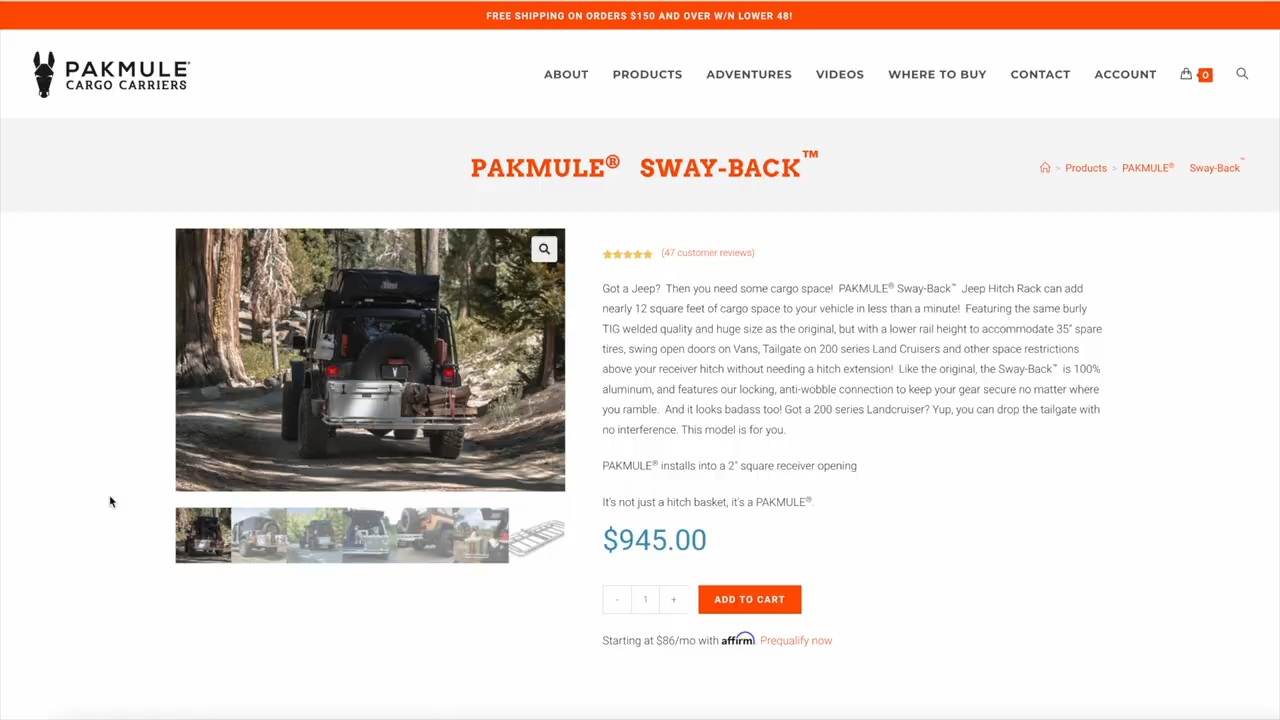 FREE SHIPPING ON ORDERS $150 AND OVER W/N LOWER 48!
PAKMULE®
CARGO CARRIERS
ABOUT PRODUCTS ADVENTURES VIDEOS WHERE TO BUY CONTACT ACCOUNT 0
PAKMULE® SWAY-BACK™
> Products > PAKMULE® Sway-Back™
(47 customer reviews)
Got a Jeep? Then you need some cargo space! PAKMULE® Sway-Back™ Jeep Hitch Rack can add
nearly 12 square feet of cargo space to your vehicle in less than a minute! Featuring the same burly
TIG welded quality and huge size as the original, but with a lower rail height to accommodate 35" spare
tires, swing open doors on Vans, Tailgate on 200 series Land Cruisers and other space restrictions
above your receiver hitch without needing a hitch extension! Like the original, the Sway-Back™ is 100%
aluminum, and features our locking, anti-wobble connection to keep your gear secure no matter where
you ramble. And it looks badass too! Got a 200 series Landcruiser? Yup, you can drop the tailgate with
no interference. This model is for you.
PAKMULE® installs into a 2" square receiver opening
It's not just a hitch basket, it's a PAKMULE®.
$945.00
- 1 + ADD TO CART
Starting at $86/mo with affirm. Prequalify now